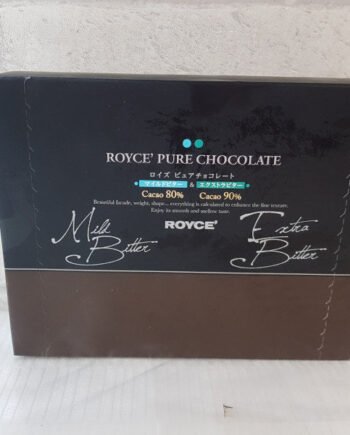 ROYCE' PURE CHOCOLATE
ロイズ ピュアチョコレート
マイルドビター & エクストラビター
Cacao 80% Cacao 90%
Beautiful facade, weight, shape... everything is calculated to enhance the fine texture.
Enjoy its smooth and mellow taste.
Mild Bitter
ROYCE'
Extra Bitter